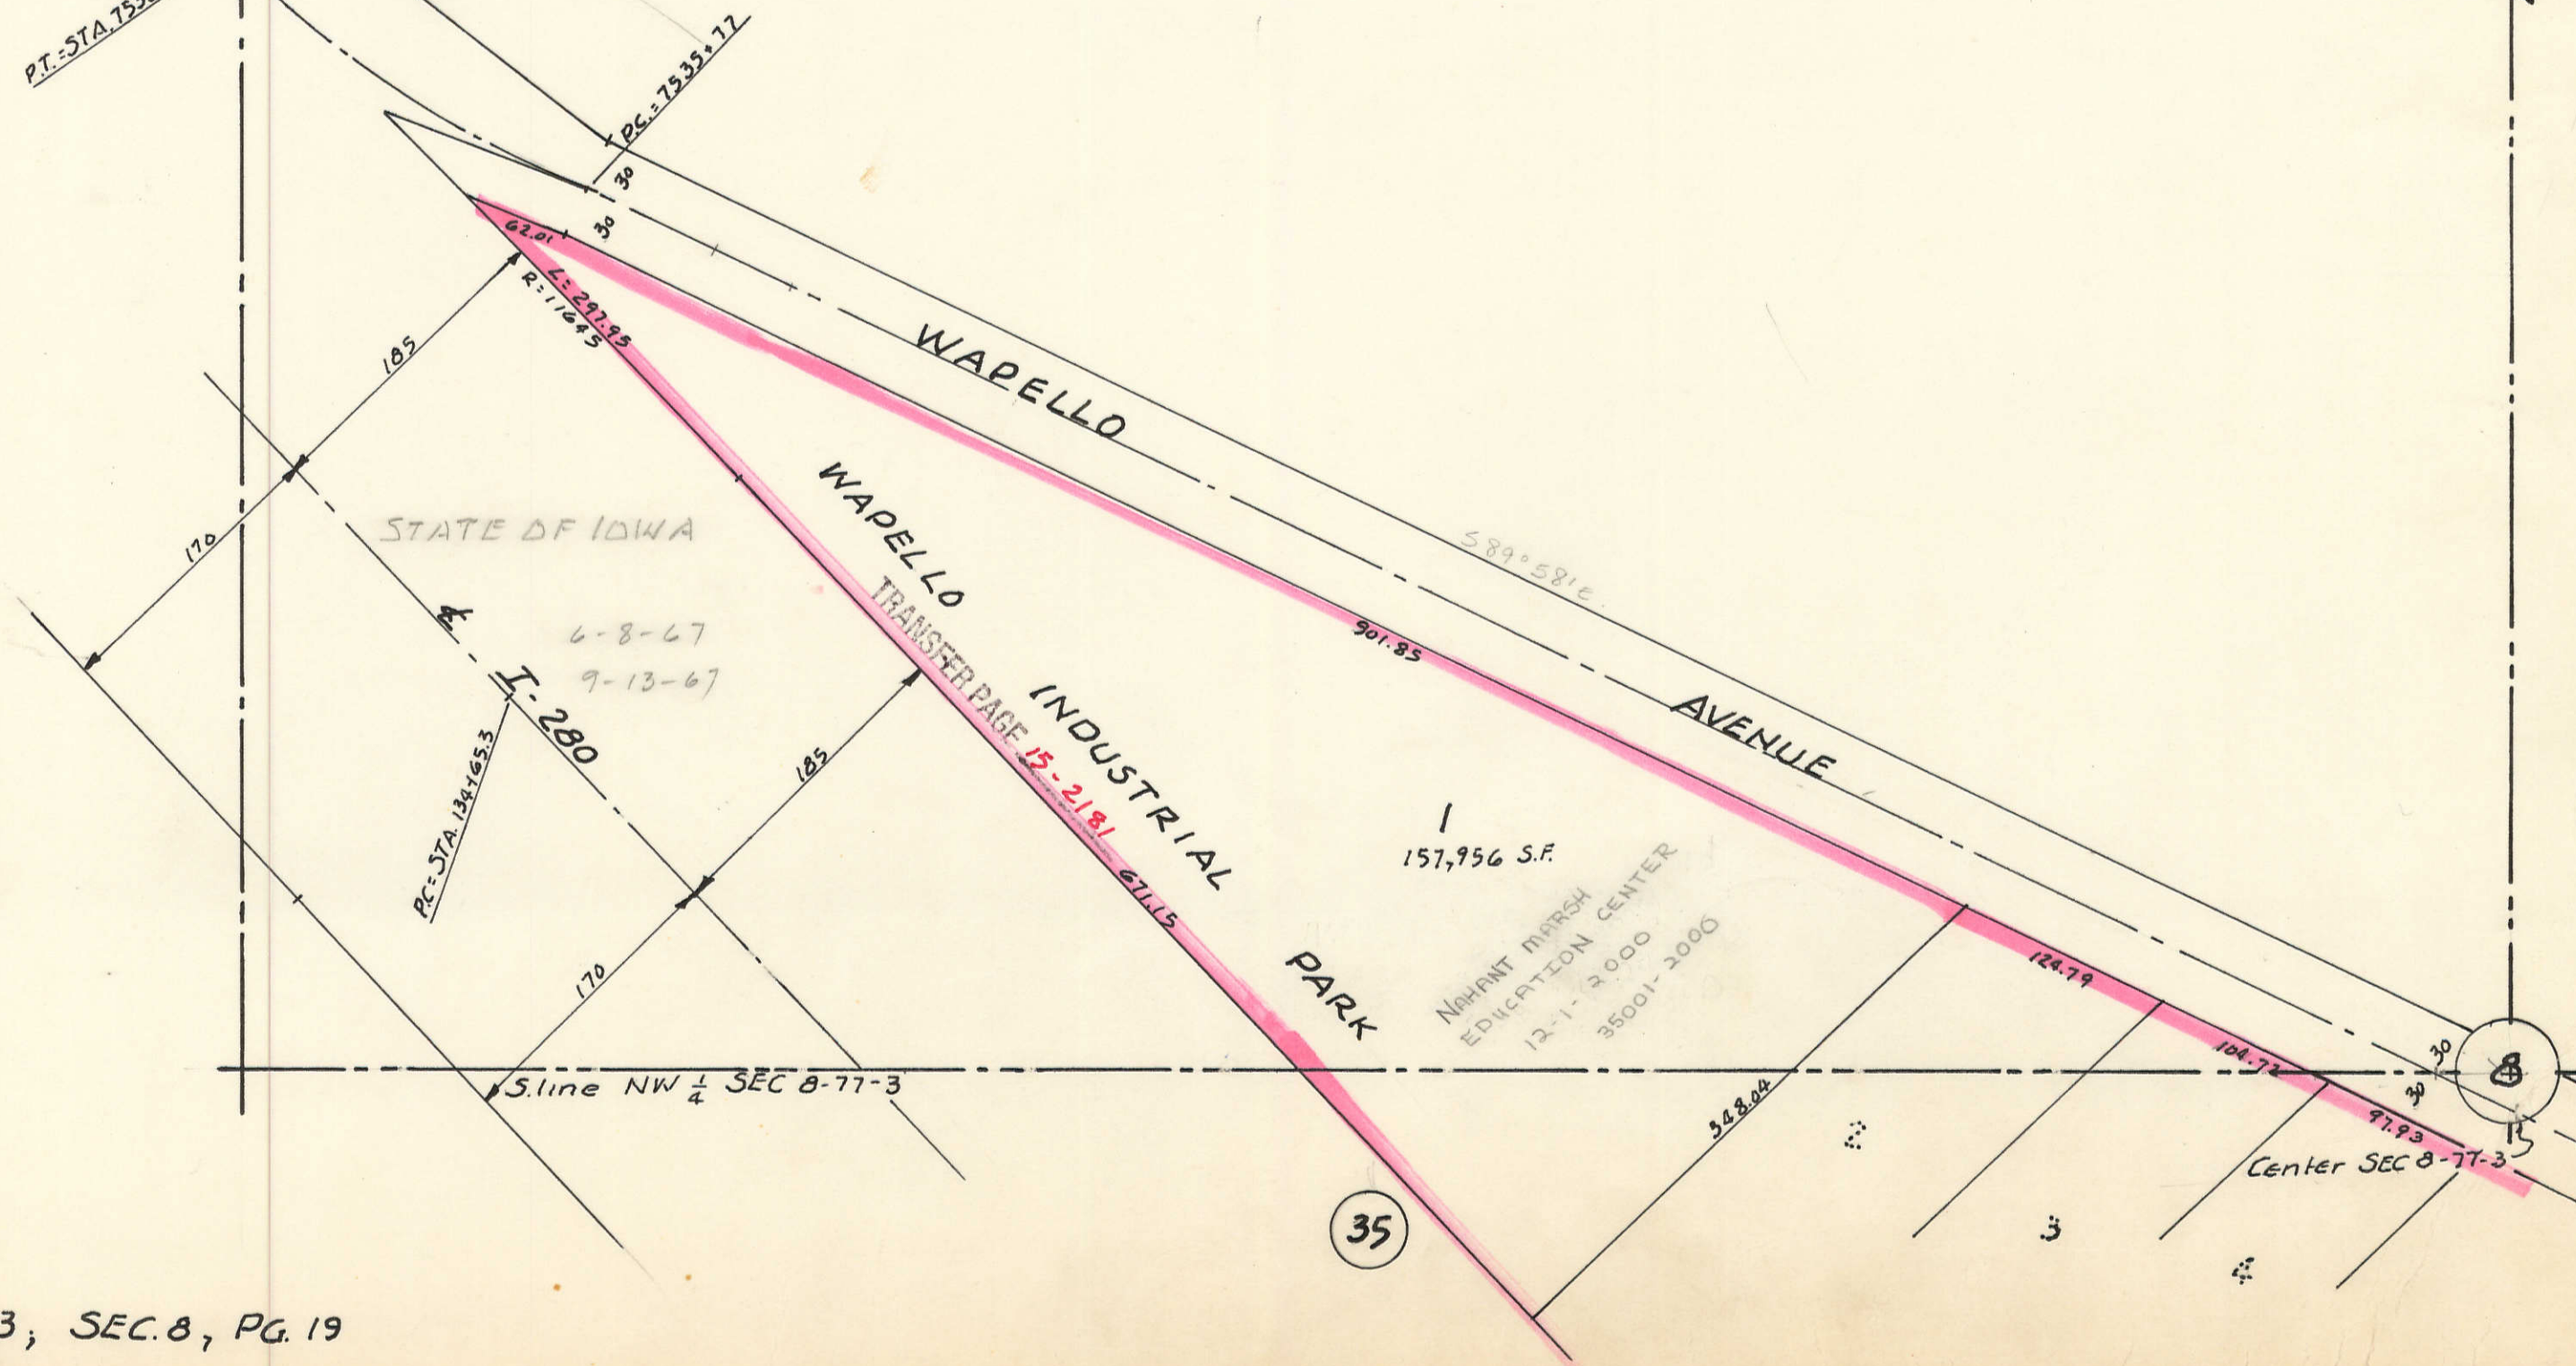 P.T.=STA. 753
P.C.= 7535+77
30
30
62.01
L=297.95
R=11645
185
170
WAPELLO
AVENUE
S89°58'E.
901.85
STATE OF IOWA
6-8-67
9-13-67
I-280
P.C=STA. 134+65.3
185
170
WAPELLO
INDUSTRIAL
PARK
TRANSFER PAGE 15-2181
671.15
1
157,956 S.F.
NAHANT MARSH
EDUCATION CENTER
12-1-2000
35001-2000
124.79
104.72
97.93
30
30
8
Center SEC 8-77-3
S.line NW 1/4 SEC 8-77-3
348.04
2
3
4
35
3; SEC. 8, PG. 19